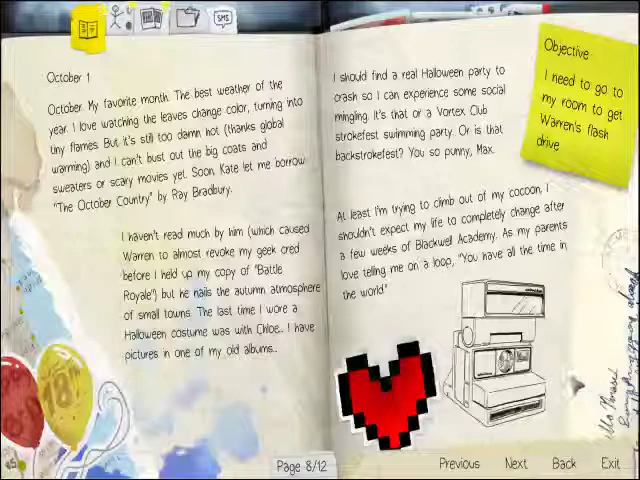 SMS
October 1
October. My favorite month. The best weather of the
year. I love watching the leaves change color, turning into
tiny flames. But it's still too damn hot (thanks global
warming) and I can't bust out the big coats and
sweaters or scary movies yet. Soon. Kate let me borrow
"The October Country" by Ray Bradbury.
I haven't read much by him (which caused
Warren to almost revoke my geek cred
before I held up my copy of "Battle
Royale") but he nails the autumn atmosphere
of small towns. The last time I wore a
Halloween costume was with Chloe... I have
pictures in one of my old albums...
I should find a real Halloween party to
crash so I can experience some social
mingling. It's that or a Vortex Club
strokefest swimming party. Or is that
backstrokefest? You so punny, Max.
At least I'm trying to climb out of my cocoon. I
shouldn't expect my life to completely change after
a few weeks of Blackwell Academy. As my parents
love telling me on a loop, "You have all the time in
the world"
Objective
I need to go to
my room to get
Warren's flash
drive
18
Page 8/12
Previous Next Back Exit